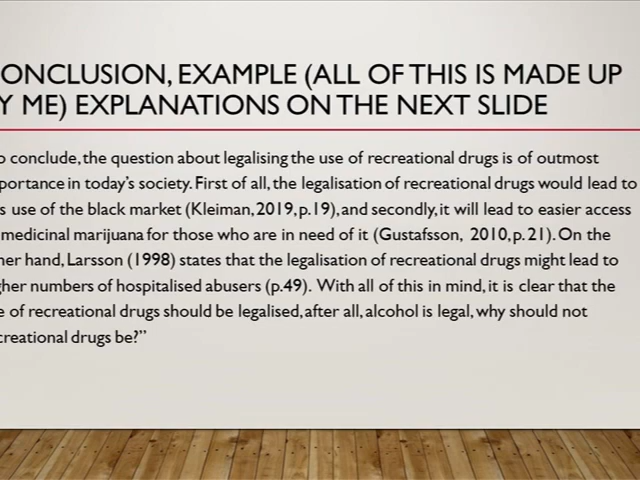 ONCLUSION, EXAMPLE (ALL OF THIS IS MADE UP
Y ME) EXPLANATIONS ON THE NEXT SLIDE
o conclude, the question about legalising the use of recreational drugs is of outmost
portance in today's society. First of all, the legalisation of recreational drugs would lead to
s use of the black market (Kleiman, 2019, p.19), and secondly, it will lead to easier access
medicinal marijuana for those who are in need of it (Gustafsson, 2010, p. 21). On the
her hand, Larsson (1998) states that the legalisation of recreational drugs might lead to
gher numbers of hospitalised abusers (p.49). With all of this in mind, it is clear that the
e of recreational drugs should be legalised, after all, alcohol is legal, why should not
creational drugs be?"